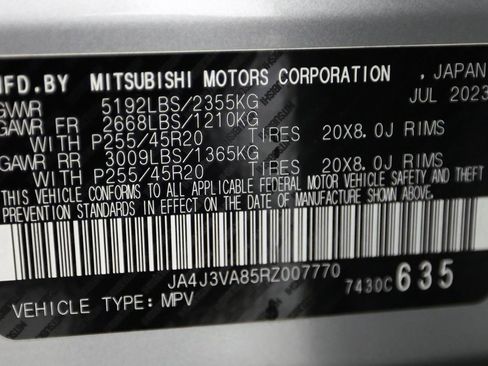 MFD.BY MITSUBISHI MOTORS CORPORATION , JAPAN
GVWR 5192LBS/2355KG JUL 2023
GAWR FR 2668LBS/1210KG
WITH P255/45R20 TIRES 20X8.0J RIMS
GAWR RR 3009LBS/1365KG
WITH P255/45R20 TIRES 20X8.0J RIMS
THIS VEHICLE CONFORMS TO ALL APPLICABLE FEDERAL MOTOR VEHICLE SAFETY AND THEFT
PREVENTION STANDARDS IN EFFECT ON THE DATE OF MANUFACTURE SHOWN ABOVE.
JA4J3VA85RZ007770
7430C 635
VEHICLE TYPE: MPV